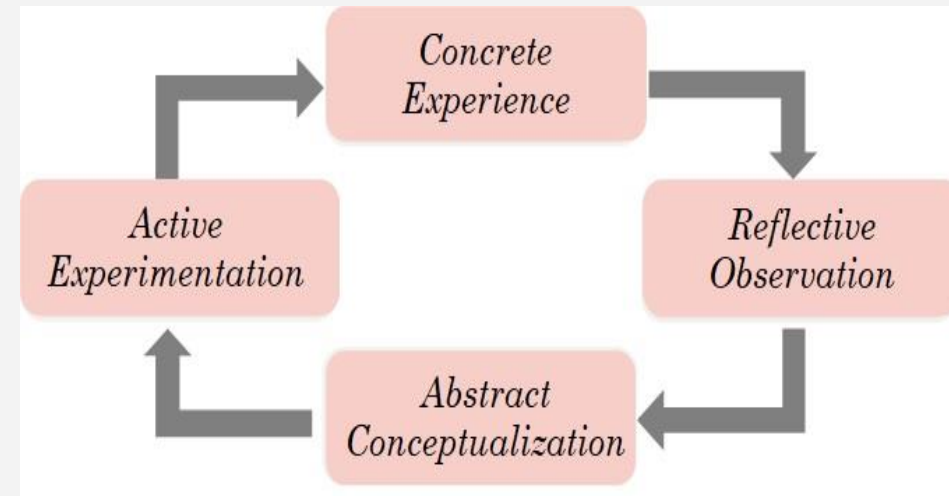 Concrete
Experience
Reflective
Observation
Abstract
Conceptualization
Active
Experimentation